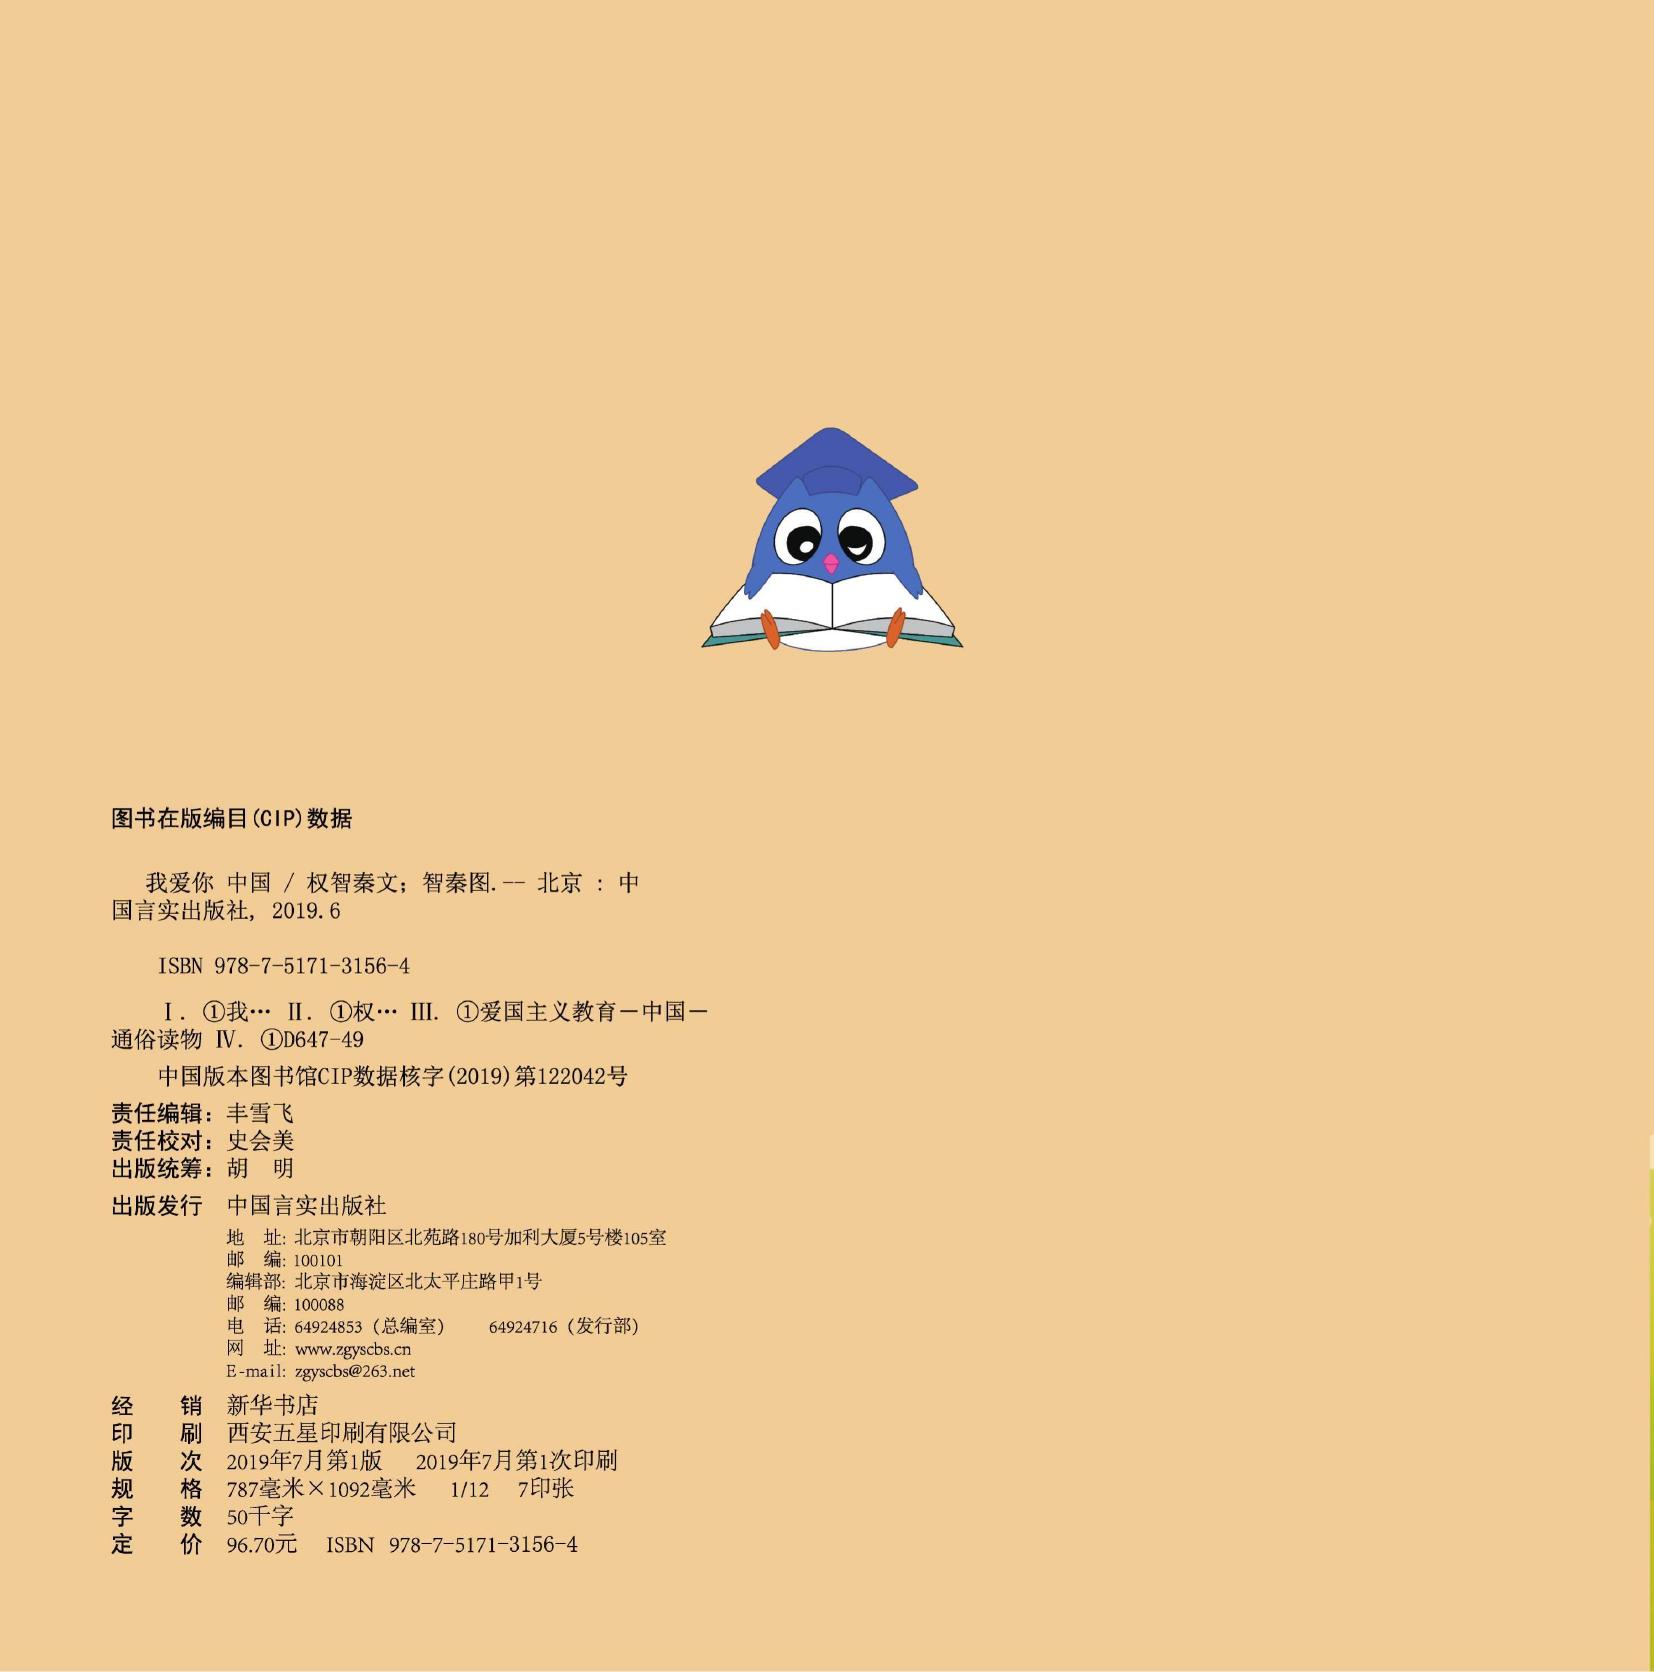 图书在版编目(CIP)数据
我爱你 中国 / 权智秦文；智秦图.-- 北京 : 中
国言实出版社, 2019.6
ISBN 978-7-5171-3156-4
Ⅰ. ①我… Ⅱ. ①权… Ⅲ. ①爱国主义教育－中国－
通俗读物 Ⅳ. ①D647-49
中国版本图书馆CIP数据核字(2019)第122042号
责任编辑：丰雪飞
责任校对：史会美
出版统筹：胡　明
出版发行　中国言实出版社
地　址: 北京市朝阳区北苑路180号加利大厦5号楼105室
邮　编: 100101
编辑部: 北京市海淀区北太平庄路甲1号
邮　编: 100088
电　话: 64924853（总编室）　64924716（发行部）
网　址: www.zgyscbs.cn
E-mail: zgyscbs@263.net
经　　销　新华书店
印　　刷　西安五星印刷有限公司
版　　次　2019年7月第1版　2019年7月第1次印刷
规　　格　787毫米×1092毫米　1/12　7印张
字　　数　50千字
定　　价　96.70元　ISBN 978-7-5171-3156-4